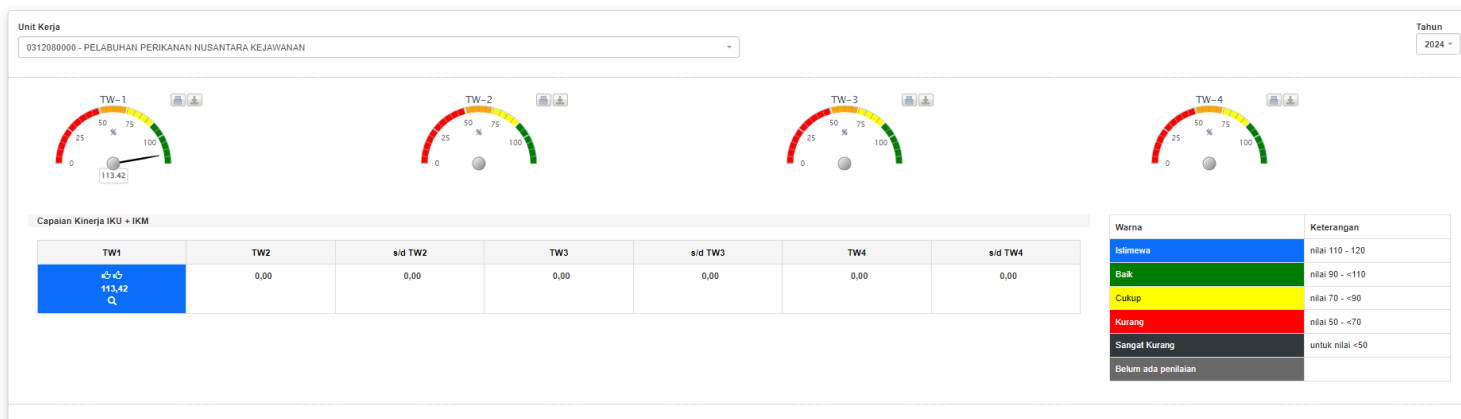 Unit Kerja
Tahun
0312080000 - PELABUHAN PERIKANAN NUSANTARA KEJAWANAN
2024
TW-1
0 25 50 75 100
%
113.42
TW-2
0 25 50 75 100
%
TW-3
0 25 50 75 100
%
TW-4
0 25 50 75 100
%
Capaian Kinerja IKU + IKM
TW1 TW2 s/d TW2 TW3 s/d TW3 TW4 s/d TW4
113,42 0,00 0,00 0,00 0,00 0,00 0,00
Warna Keterangan
Istimewa nilai 110 - 120
Baik nilai 90 - <110
Cukup nilai 70 - <90
Kurang nilai 50 - <70
Sangat Kurang untuk nilai <50
Belum ada penilaian